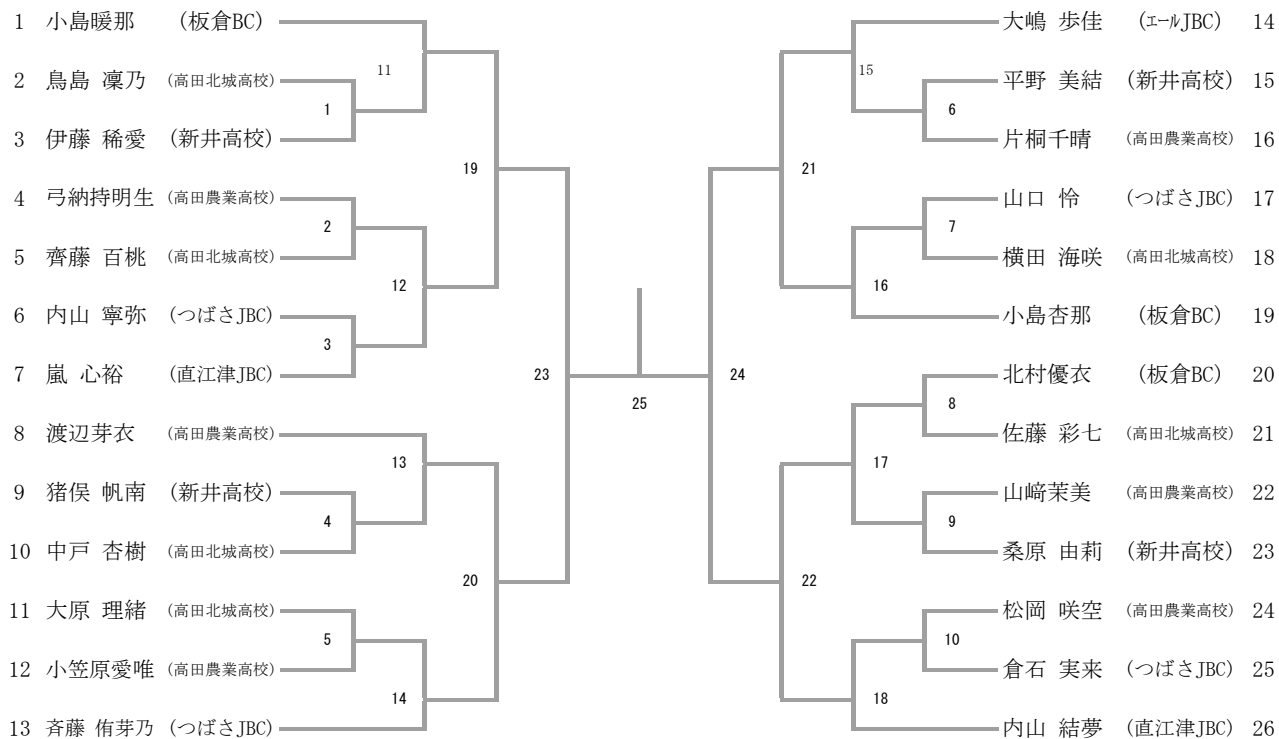 1 小島暖那 (板倉BC)
2 鳥島 凜乃 (高田北城高校)
3 伊藤 稀愛 (新井高校)
4 弓納持明生 (高田農業高校)
5 齊藤 百桃 (高田北城高校)
6 内山 寧弥 (つばさJBC)
7 嵐 心裕 (直江津JBC)
8 渡辺芽衣 (高田農業高校)
9 猪俣 帆南 (新井高校)
10 中戸 杏樹 (高田北城高校)
11 大原 理緒 (高田北城高校)
12 小笠原愛唯 (高田農業高校)
13 斉藤 侑芽乃 (つばさJBC)
11
1
19
2
12
3
23
13
4
20
5
14
25
大嶋 歩佳 (エールJBC) 14
平野 美結 (新井高校) 15
片桐千晴 (高田農業高校) 16
山口 怜 (つばさJBC) 17
横田 海咲 (高田北城高校) 18
小島杏那 (板倉BC) 19
北村優衣 (板倉BC) 20
佐藤 彩七 (高田北城高校) 21
山﨑茉美 (高田農業高校) 22
桑原 由莉 (新井高校) 23
松岡 咲空 (高田農業高校) 24
倉石 実来 (つばさJBC) 25
内山 結夢 (直江津JBC) 26
15
6
21
7
16
24
8
17
9
22
10
18